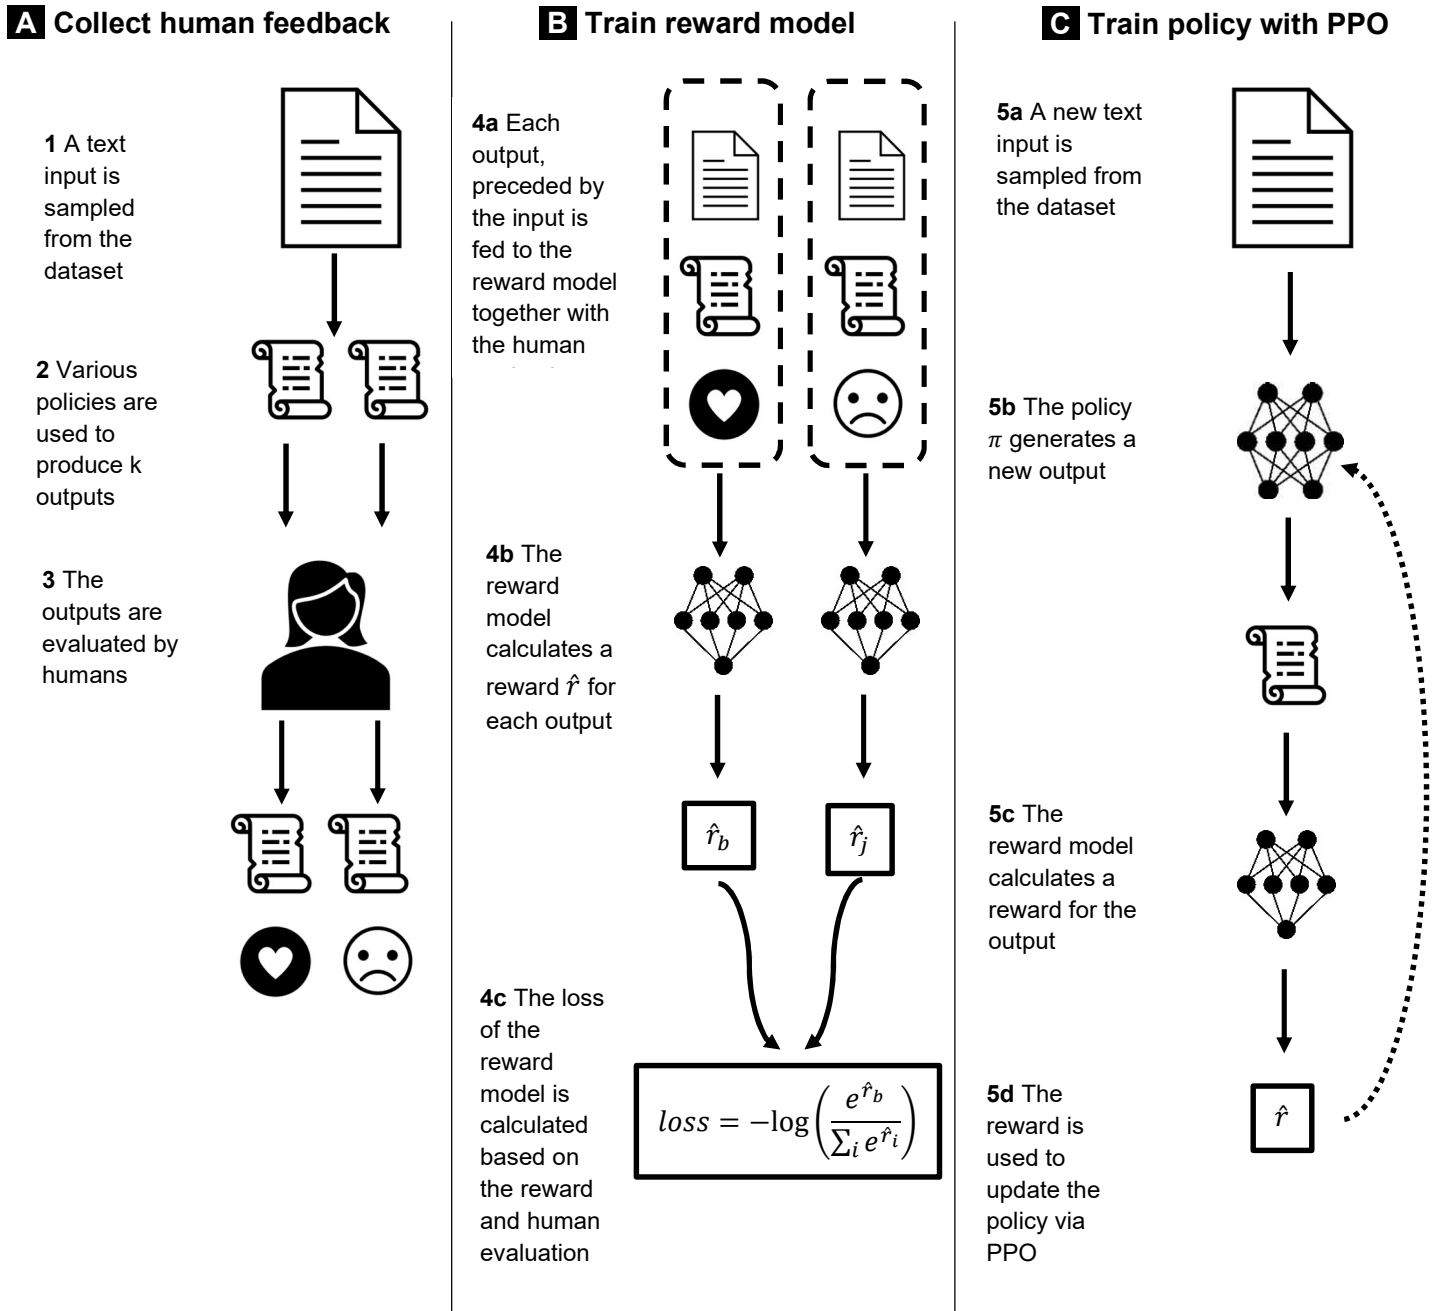 A Collect human feedback
1 A text
input is
sampled
from the
dataset
2 Various
policies are
used to
produce k
outputs
3 The
outputs are
evaluated by
humans
B Train reward model
4a Each
output,
preceded by
the input is
fed to the
reward model
together with
the human
4b The
reward
model
calculates a
reward r̂ for
each output
r̂_b
r̂_j
4c The loss
of the
reward
model is
calculated
based on
the reward
and human
evaluation
loss = −log(e^{r̂_b} / ∑_i e^{r̂_i})
C Train policy with PPO
5a A new text
input is
sampled from
the dataset
5b The policy
π generates a
new output
5c The
reward model
calculates a
reward for the
output
5d The
reward is
used to
update the
policy via
PPO
r̂